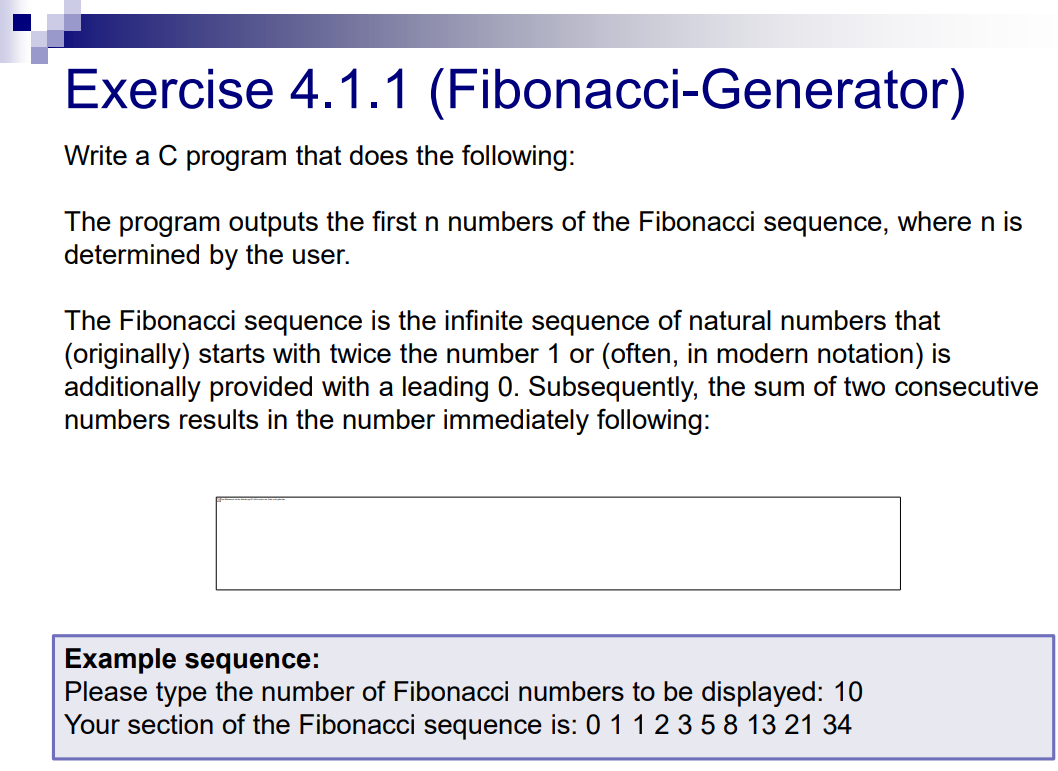 Exercise 4.1.1 (Fibonacci-Generator)
Write a C program that does the following:
The program outputs the first n numbers of the Fibonacci sequence, where n is
determined by the user.
The Fibonacci sequence is the infinite sequence of natural numbers that
(originally) starts with twice the number 1 or (often, in modern notation) is
additionally provided with a leading 0. Subsequently, the sum of two consecutive
numbers results in the number immediately following:
Example sequence:
Please type the number of Fibonacci numbers to be displayed: 10
Your section of the Fibonacci sequence is: 0 1 1 2 3 5 8 13 21 34